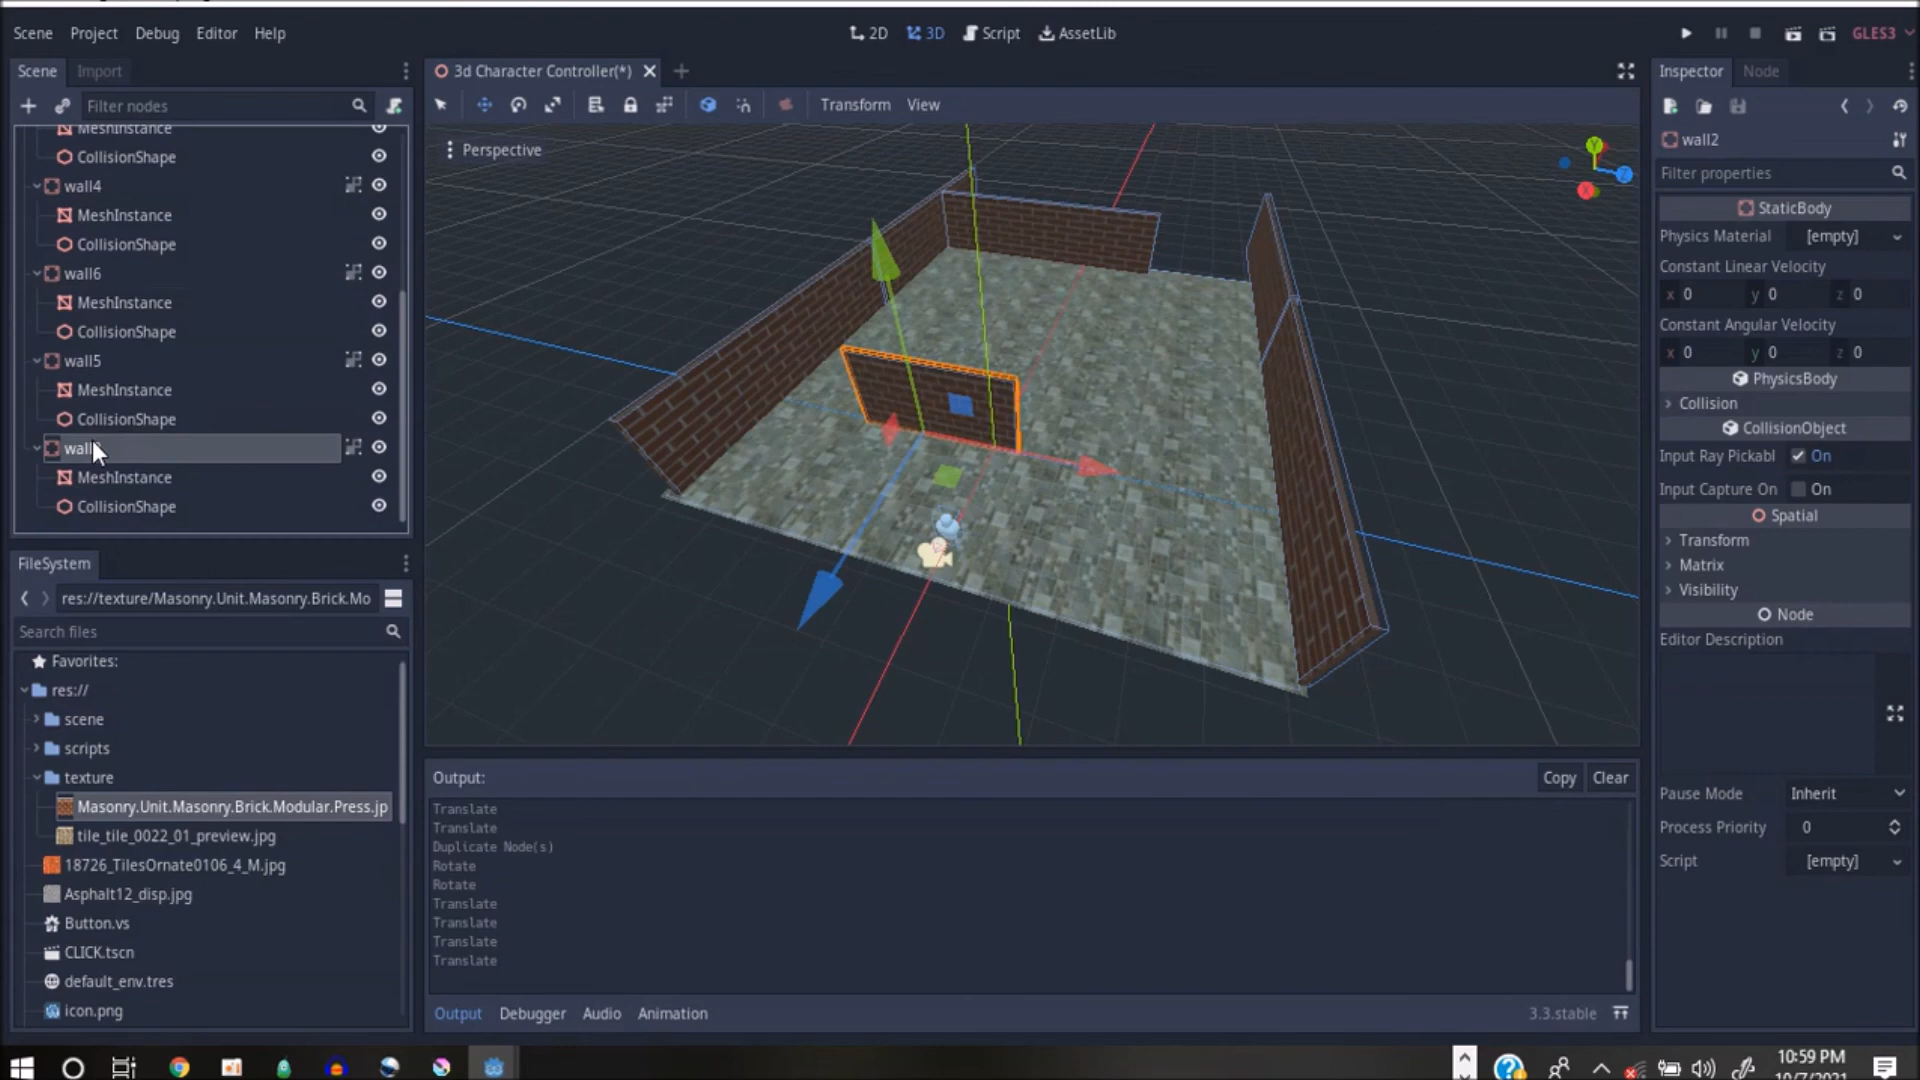 Scene Project Debug Editor Help
2D 3D Script AssetLib
GLES3
Scene Import
3d Character Controller(*)
Inspector Node
Filter nodes
Transform View
MeshInstance
CollisionShape
wall4
MeshInstance
CollisionShape
wall6
MeshInstance
CollisionShape
wall5
MeshInstance
CollisionShape
wall
MeshInstance
CollisionShape
Perspective
Y
Z
X
wall2
Filter properties
StaticBody
Physics Material [empty]
Constant Linear Velocity
x 0 y 0 z 0
Constant Angular Velocity
x 0 y 0 z 0
PhysicsBody
Collision
CollisionObject
Input Ray Pickabl On
Input Capture On On
Spatial
Transform
Matrix
Visibility
Node
Editor Description
Pause Mode Inherit
Process Priority 0
Script [empty]
FileSystem
res://texture/Masonry.Unit.Masonry.Brick.Mo
Search files
Favorites:
res://
scene
scripts
texture
Masonry.Unit.Masonry.Brick.Modular.Press.jp
tile_tile_0022_01_preview.jpg
18726_TilesOrnate0106_4_M.jpg
Asphalt12_disp.jpg
Button.vs
CLICK.tscn
default_env.tres
icon.png
Output: Copy Clear
Translate
Translate
Duplicate Node(s)
Rotate
Rotate
Translate
Translate
Translate
Translate
Output Debugger Audio Animation 3.3.stable
10:59 PM
10/7/2021